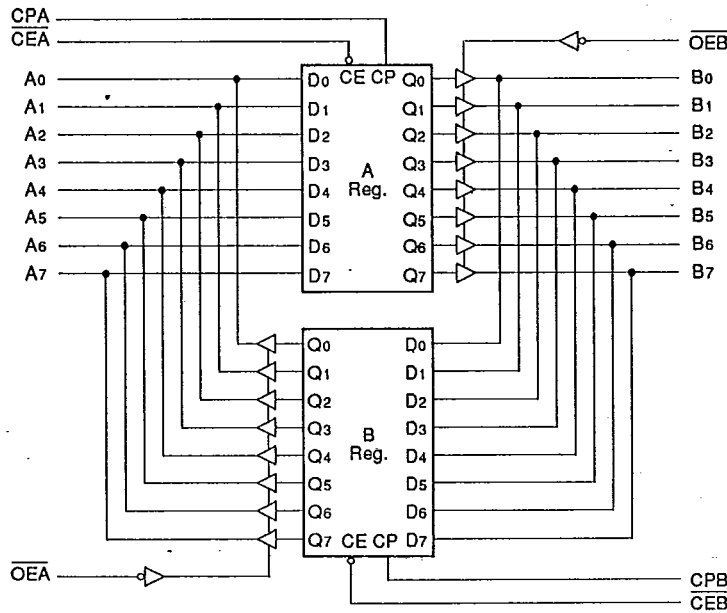 CPA
CEA
OEB
A0 D0 CE CP Q0 B0
A1 D1 Q1 B1
A2 D2 Q2 B2
A3 D3 Q3 B3
A4 D4 A Reg. Q4 B4
A5 D5 Q5 B5
A6 D6 Q6 B6
A7 D7 Q7 B7
Q0 D0
Q1 D1
Q2 D2
Q3 D3
Q4 B Reg. D4
Q5 D5
Q6 D6
Q7 CE CP D7
OEA
CPB
CEB